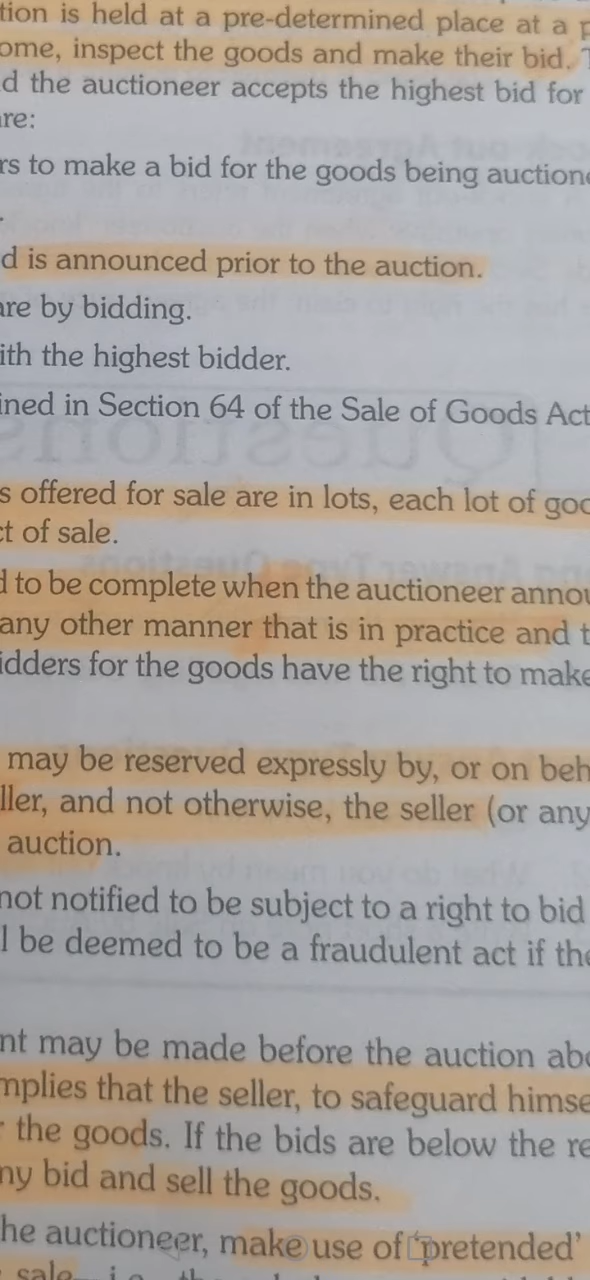 tion is held at a pre-determined place at a p
ome, inspect the goods and make their bid. T
d the auctioneer accepts the highest bid for
are:
rs to make a bid for the goods being auctione
d is announced prior to the auction.
are by bidding.
ith the highest bidder.
ined in Section 64 of the Sale of Goods Act
s offered for sale are in lots, each lot of goo
ct of sale.
d to be complete when the auctioneer annou
any other manner that is in practice and t
idders for the goods have the right to make
may be reserved expressly by, or on beh
ller, and not otherwise, the seller (or any
auction.
not notified to be subject to a right to bid
l be deemed to be a fraudulent act if the
nt may be made before the auction abo
mplies that the seller, to safeguard himse
r the goods. If the bids are below the re
ny bid and sell the goods.
he auctioneer, make use of 'pretended'
sale